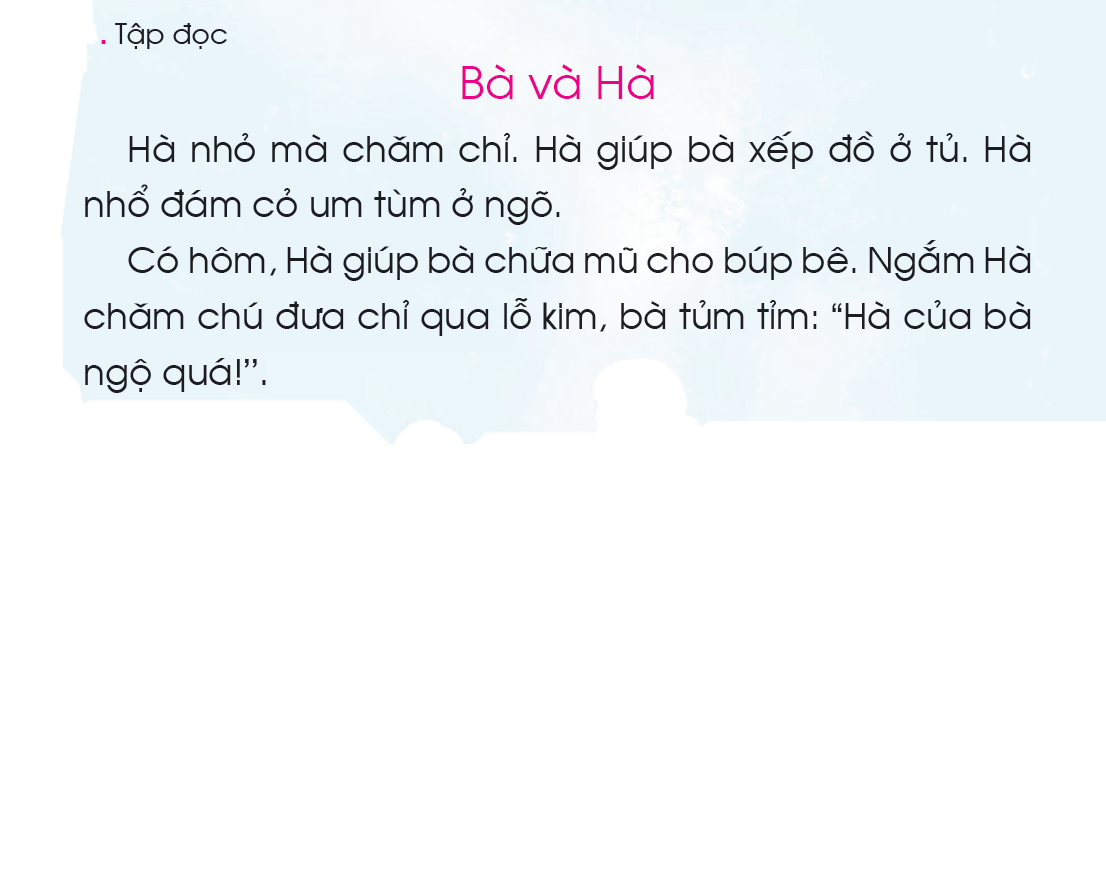 . Tập đọc
Bà và Hà
Hà nhỏ mà chăm chỉ. Hà giúp bà xếp đồ ở tủ. Hà
nhổ đám cỏ um tùm ở ngõ.
Có hôm, Hà giúp bà chữa mũ cho búp bê. Ngắm Hà
chăm chú đưa chỉ qua lỗ kim, bà tủm tỉm: “Hà của bà
ngộ quá!”.